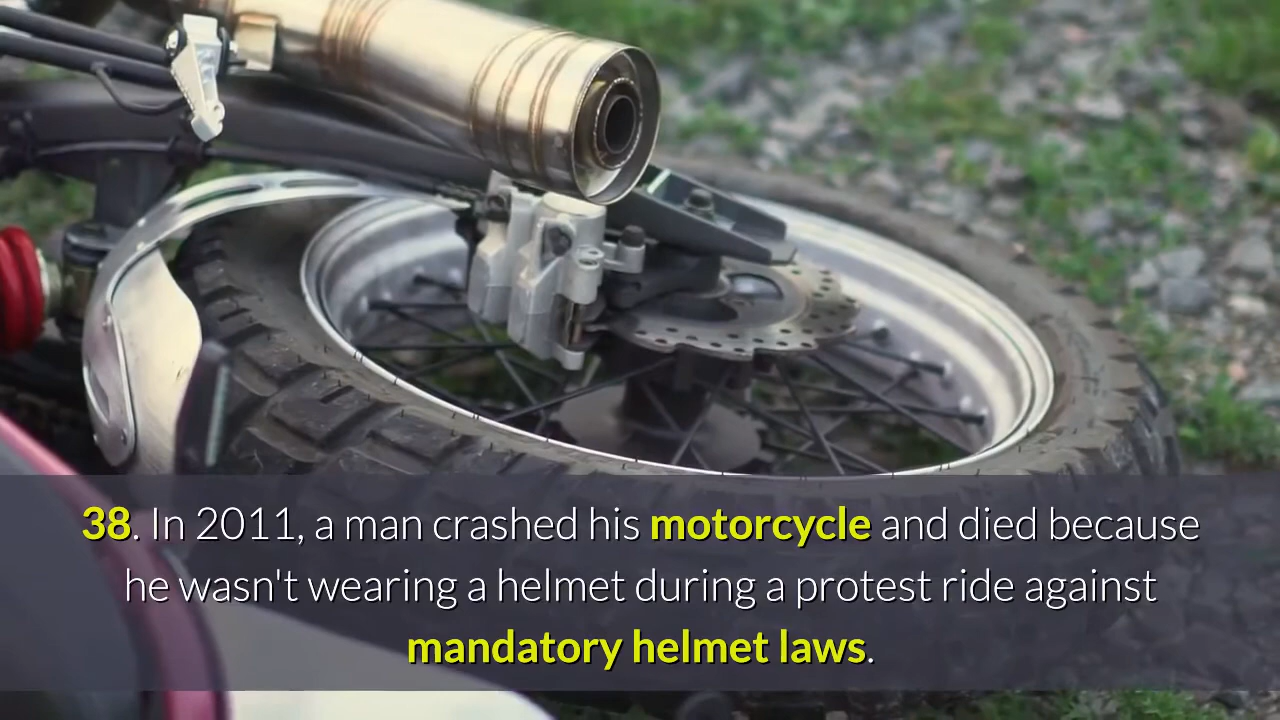 38. In 2011, a man crashed his motorcycle and died because
he wasn't wearing a helmet during a protest ride against
mandatory helmet laws.